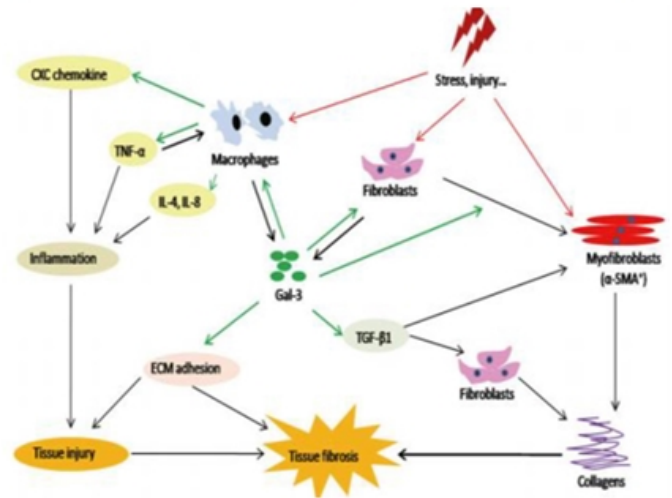 CXC chemokine
Stress, injury...
TNF-α
Macrophages
Fibroblasts
IL-4, IL-8
Inflammation
Myofibroblasts
(α-SMA⁺)
Gal-3
TGF-β1
ECM adhesion
Fibroblasts
Tissue injury
Tissue fibrosis
Collagens